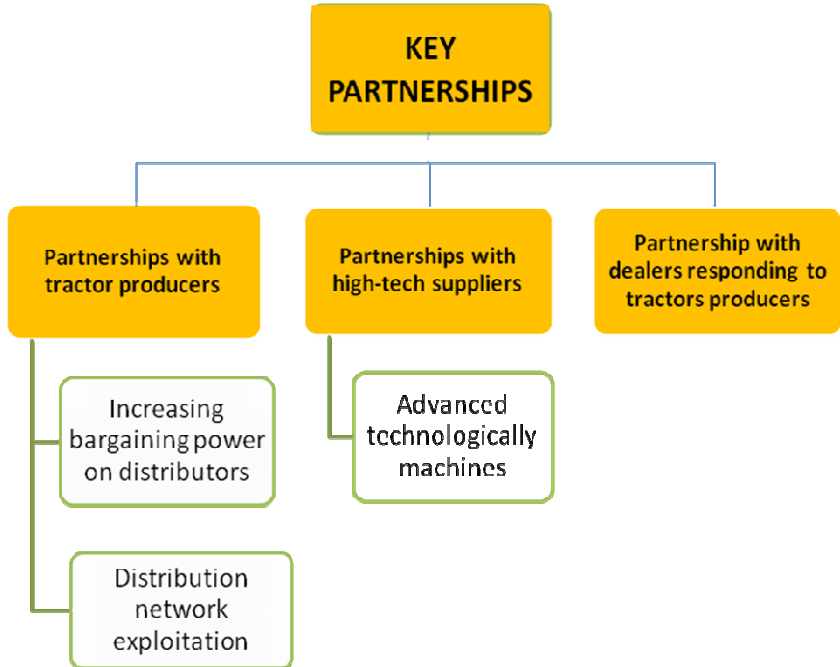 KEY
PARTNERSHIPS
Partnerships with
tractor producers
Partnerships with
high-tech suppliers
Partnership with
dealers responding to
tractors producers
Increasing
bargaining power
on distributors
Advanced
technologically
machines
Distribution
network
exploitation